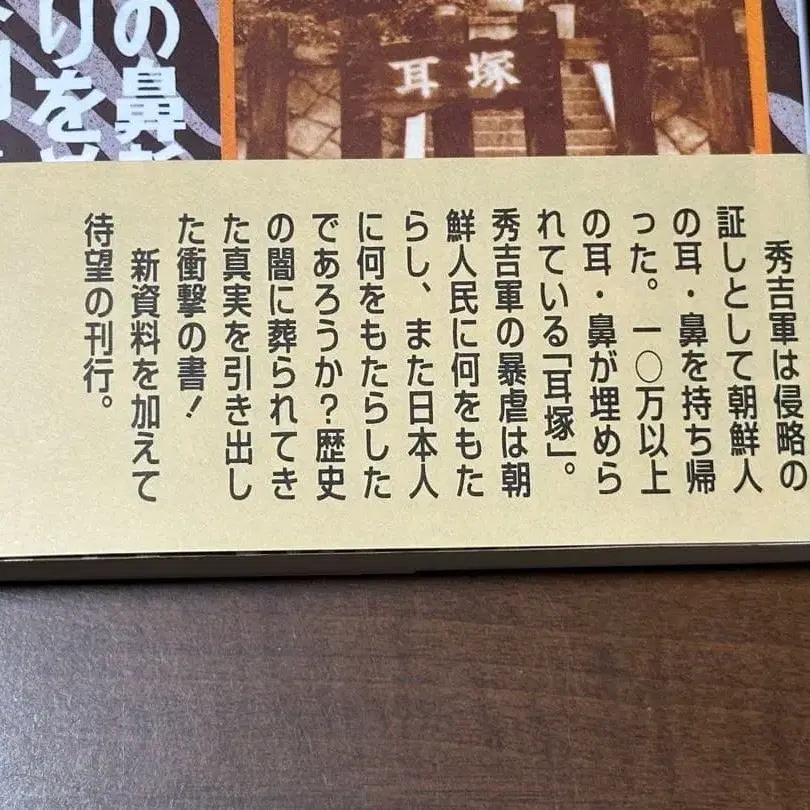 の鼻
りを
耳塚
秀吉軍は侵略の
証しとして朝鮮人
の耳・鼻を持ち帰
った。一〇万以上
の耳・鼻が埋めら
れている「耳塚」。
秀吉軍の暴虐は朝
鮮人民に何をもた
らし、また日本人
に何をもたらした
であろうか?歴史
の闇に葬られてき
た真実を引き出し
た衝撃の書!
新資料を加えて
待望の刊行。